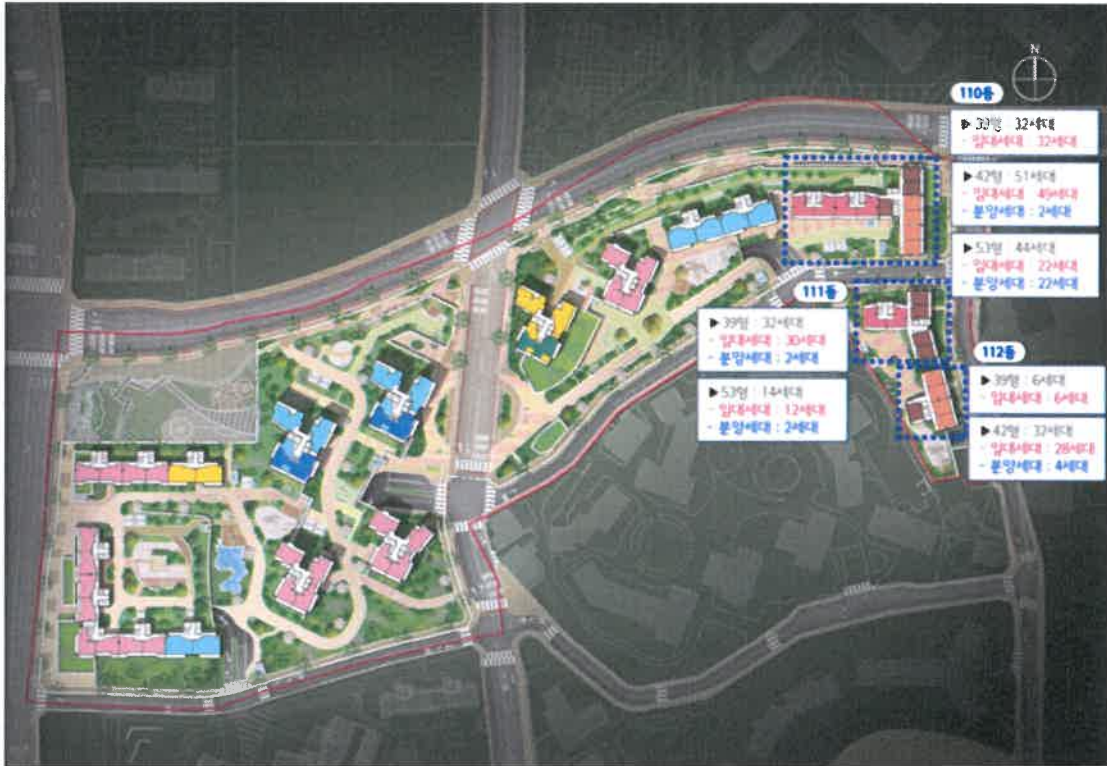 N
110동
▶ 39형 : 32세대
- 임대세대 : 32세대
▶ 42형 : 51세대
- 임대세대 : 49세대
- 분양세대 : 2세대
▶ 53형 : 44세대
- 임대세대 : 22세대
- 분양세대 : 22세대
111동
▶ 39형 : 32세대
- 임대세대 : 30세대
- 분양세대 : 2세대
▶ 53형 : 14세대
- 임대세대 : 12세대
- 분양세대 : 2세대
112동
▶ 39형 : 6세대
- 임대세대 : 6세대
▶ 42형 : 32세대
- 임대세대 : 28세대
- 분양세대 : 4세대